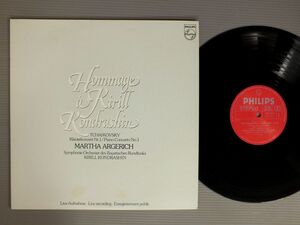 PHILIPS
Hommage
à Kirill
Kondrashin
TCHAIKOVSKY
Klavierkonzert Nr.1/Piano Concerto No.1
MARTHA ARGERICH
Symphonie-Orchester des Bayerischen Rundfunks
KIRILL KONDRASHIN
Live-Aufnahme · Live recording · Enregistrement public
PHILIPS